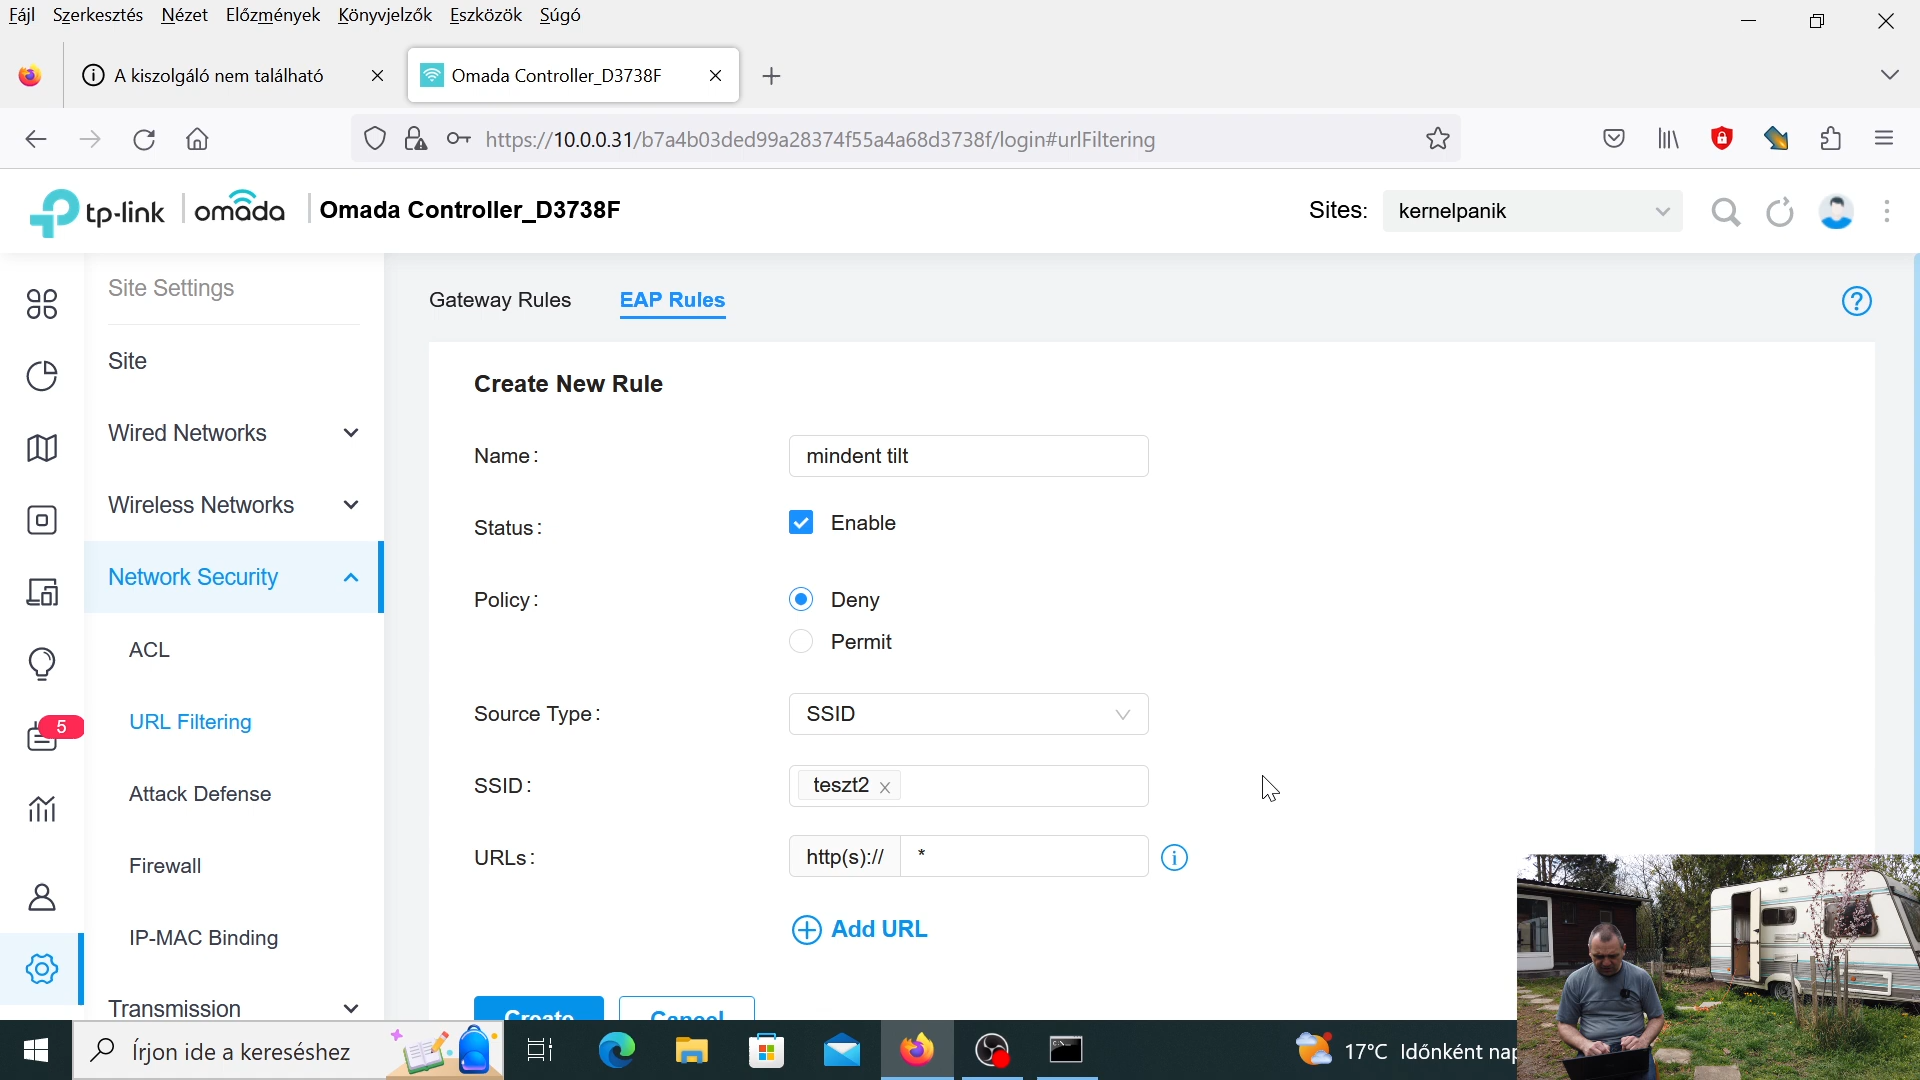 Fájl Szerkesztés Nézet Előzmények Könyvjelzők Eszközök Súgó
A kiszolgáló nem található
Omada Controller_D3738F
https://10.0.0.31/b7a4b03ded99a28374f55a4a68d3738f/login#urlFiltering
tp-link omada Omada Controller_D3738F
Sites: kernelpanik
Site Settings
Site
Wired Networks
Wireless Networks
Network Security
ACL
URL Filtering
Attack Defense
Firewall
IP-MAC Binding
Transmission
5
Gateway Rules EAP Rules
Create New Rule
Name: mindent tilt
Status: Enable
Policy: Deny
Permit
Source Type: SSID
SSID: teszt2
URLs: http(s):// *
Add URL
Create Cancel
Írjon ide a kereséshez
17°C Időnként nap